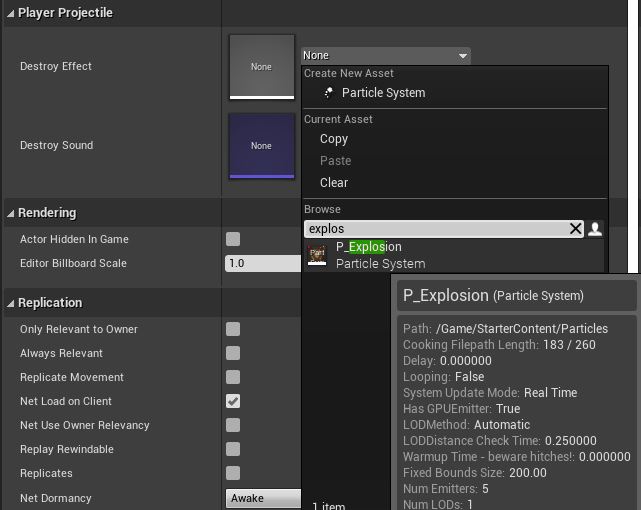 Player Projectile
Destroy Effect
None
None
Create New Asset
Particle System
Current Asset
Copy
Paste
Clear
Destroy Sound
None
Browse
explos
P_Explosion
Particle System
Rendering
Actor Hidden In Game
Editor Billboard Scale
1.0
Replication
Only Relevant to Owner
Always Relevant
Replicate Movement
Net Load on Client
Net Use Owner Relevancy
Replay Rewindable
Replicates
Net Dormancy
Awake
1 item
P_Explosion (Particle System)
Path: /Game/StarterContent/Particles
Cooking Filepath Length: 183 / 260
Delay: 0.000000
Looping: False
System Update Mode: Real Time
Has GPUEmitter: True
LODMethod: Automatic
LODDistance Check Time: 0.250000
Warmup Time - beware hitches!: 0.000000
Fixed Bounds Size: 200.00
Num Emitters: 5
Num LODs: 1